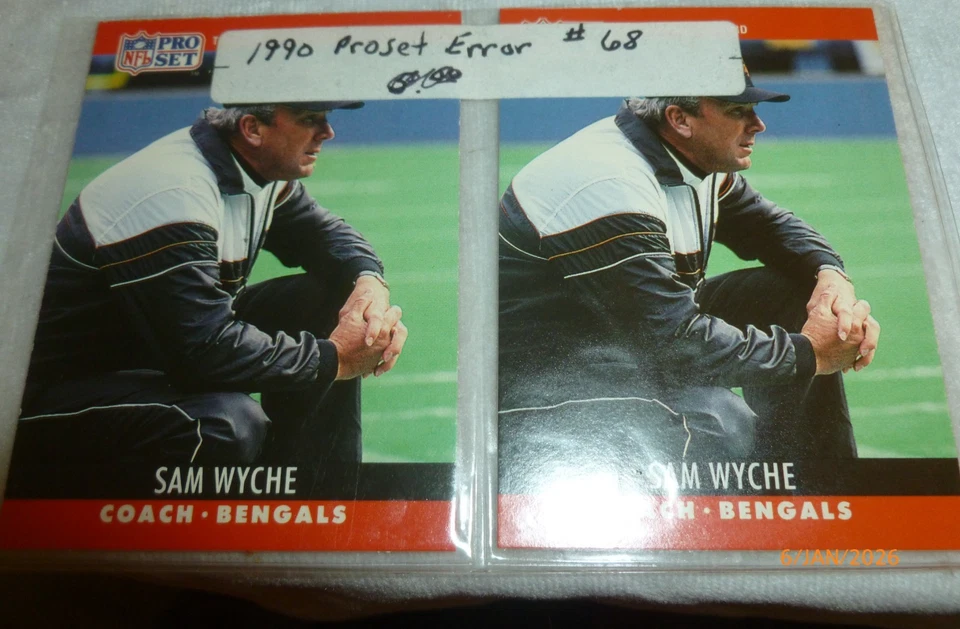 1990 Proset Error # 68
PRO
NFL SET
SAM WYCHE
COACH · BENGALS
SAM WYCHE
CH · BENGALS
6/JAN/2026